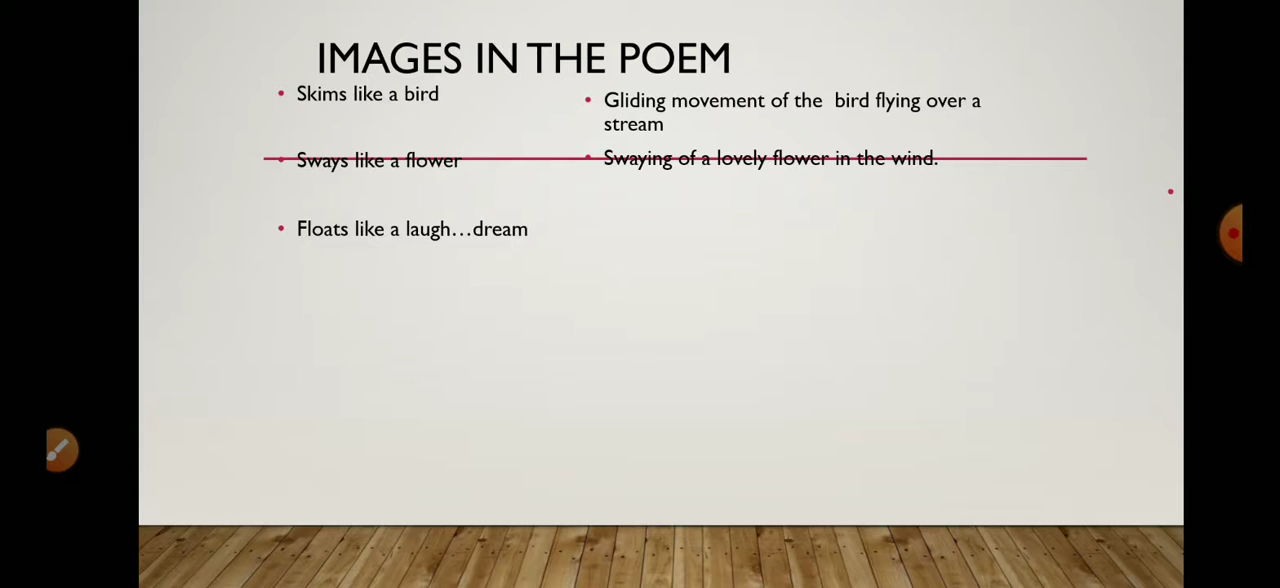 IMAGES IN THE POEM
• Skims like a bird
• Sways like a flower
• Floats like a laugh…dream
• Gliding movement of the bird flying over a
stream
• Swaying of a lovely flower in the wind.